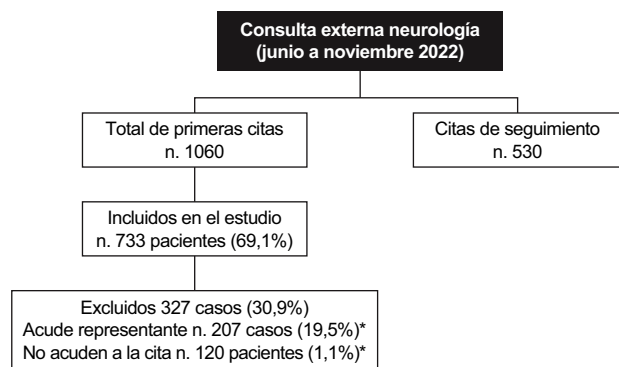 Consulta externa neurología
(junio a noviembre 2022)
Total de primeras citas
n. 1060
Citas de seguimiento
n. 530
Incluidos en el estudio
n. 733 pacientes (69,1%)
Excluidos 327 casos (30,9%)
Acude representante n. 207 casos (19,5%)*
No acuden a la cita n. 120 pacientes (1,1%)*